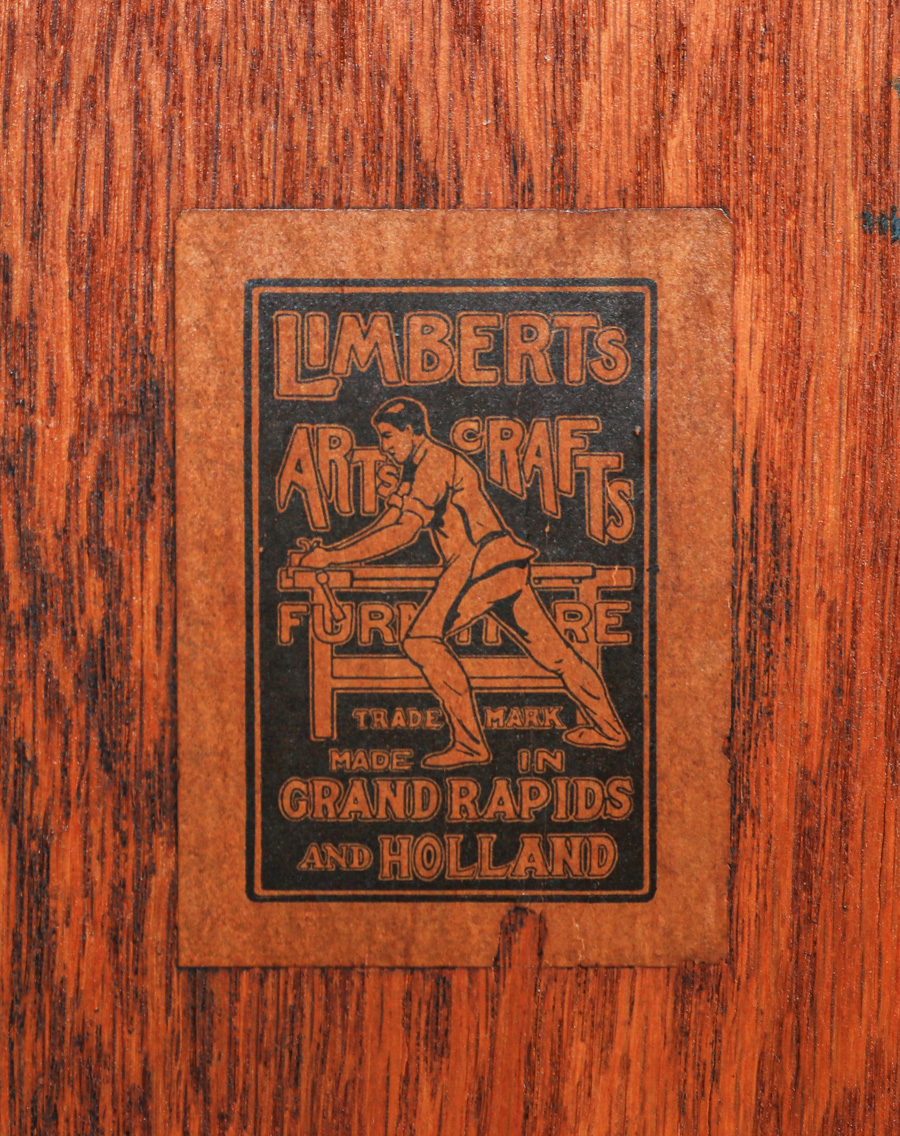 LIMBERTS
ARTS CRAFTS
FURNITURE
TRADE MARK
MADE IN
GRAND RAPIDS
AND HOLLAND